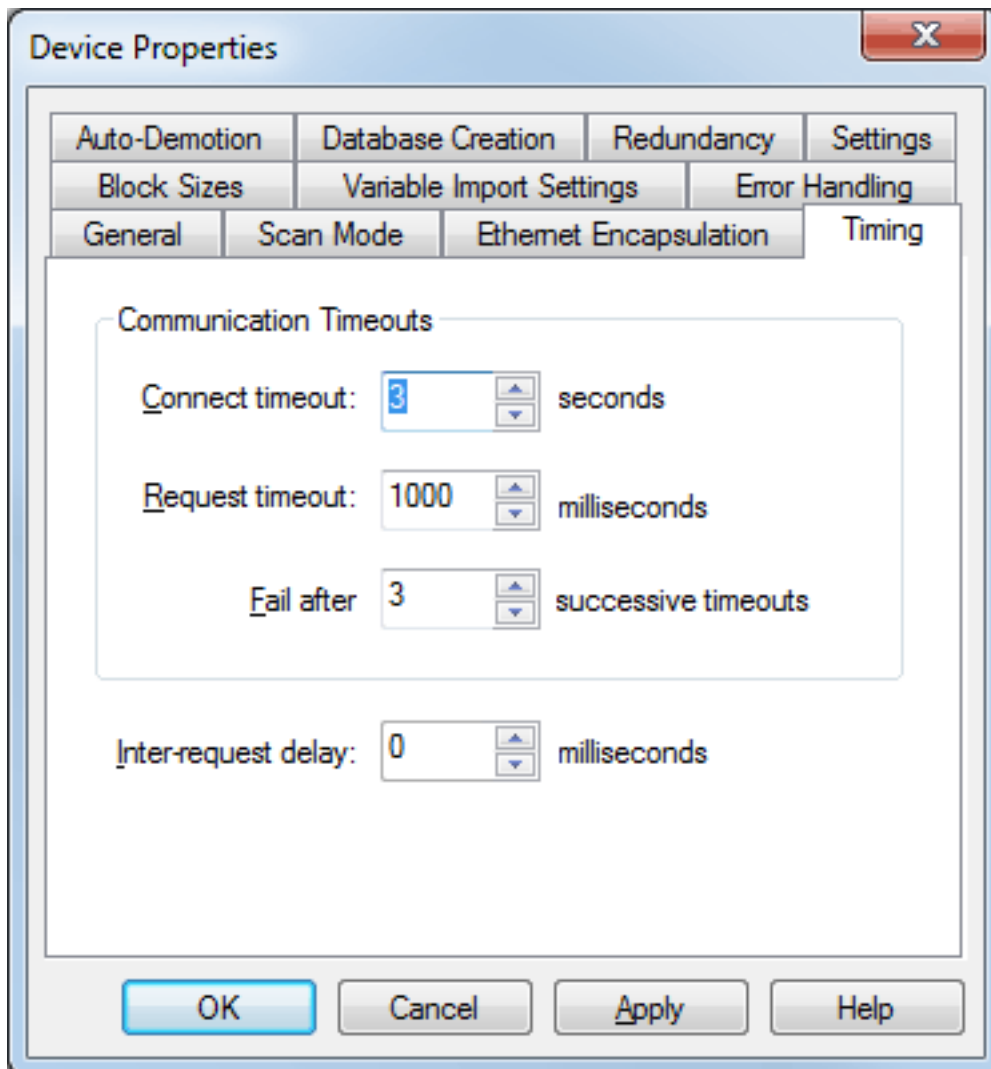 Device Properties
Auto-Demotion Database Creation Redundancy Settings
Block Sizes Variable Import Settings Error Handling
General Scan Mode Ethernet Encapsulation Timing
Communication Timeouts
Connect timeout: 3 seconds
Request timeout: 1000 milliseconds
Fail after 3 successive timeouts
Inter-request delay: 0 milliseconds
OK Cancel Apply Help